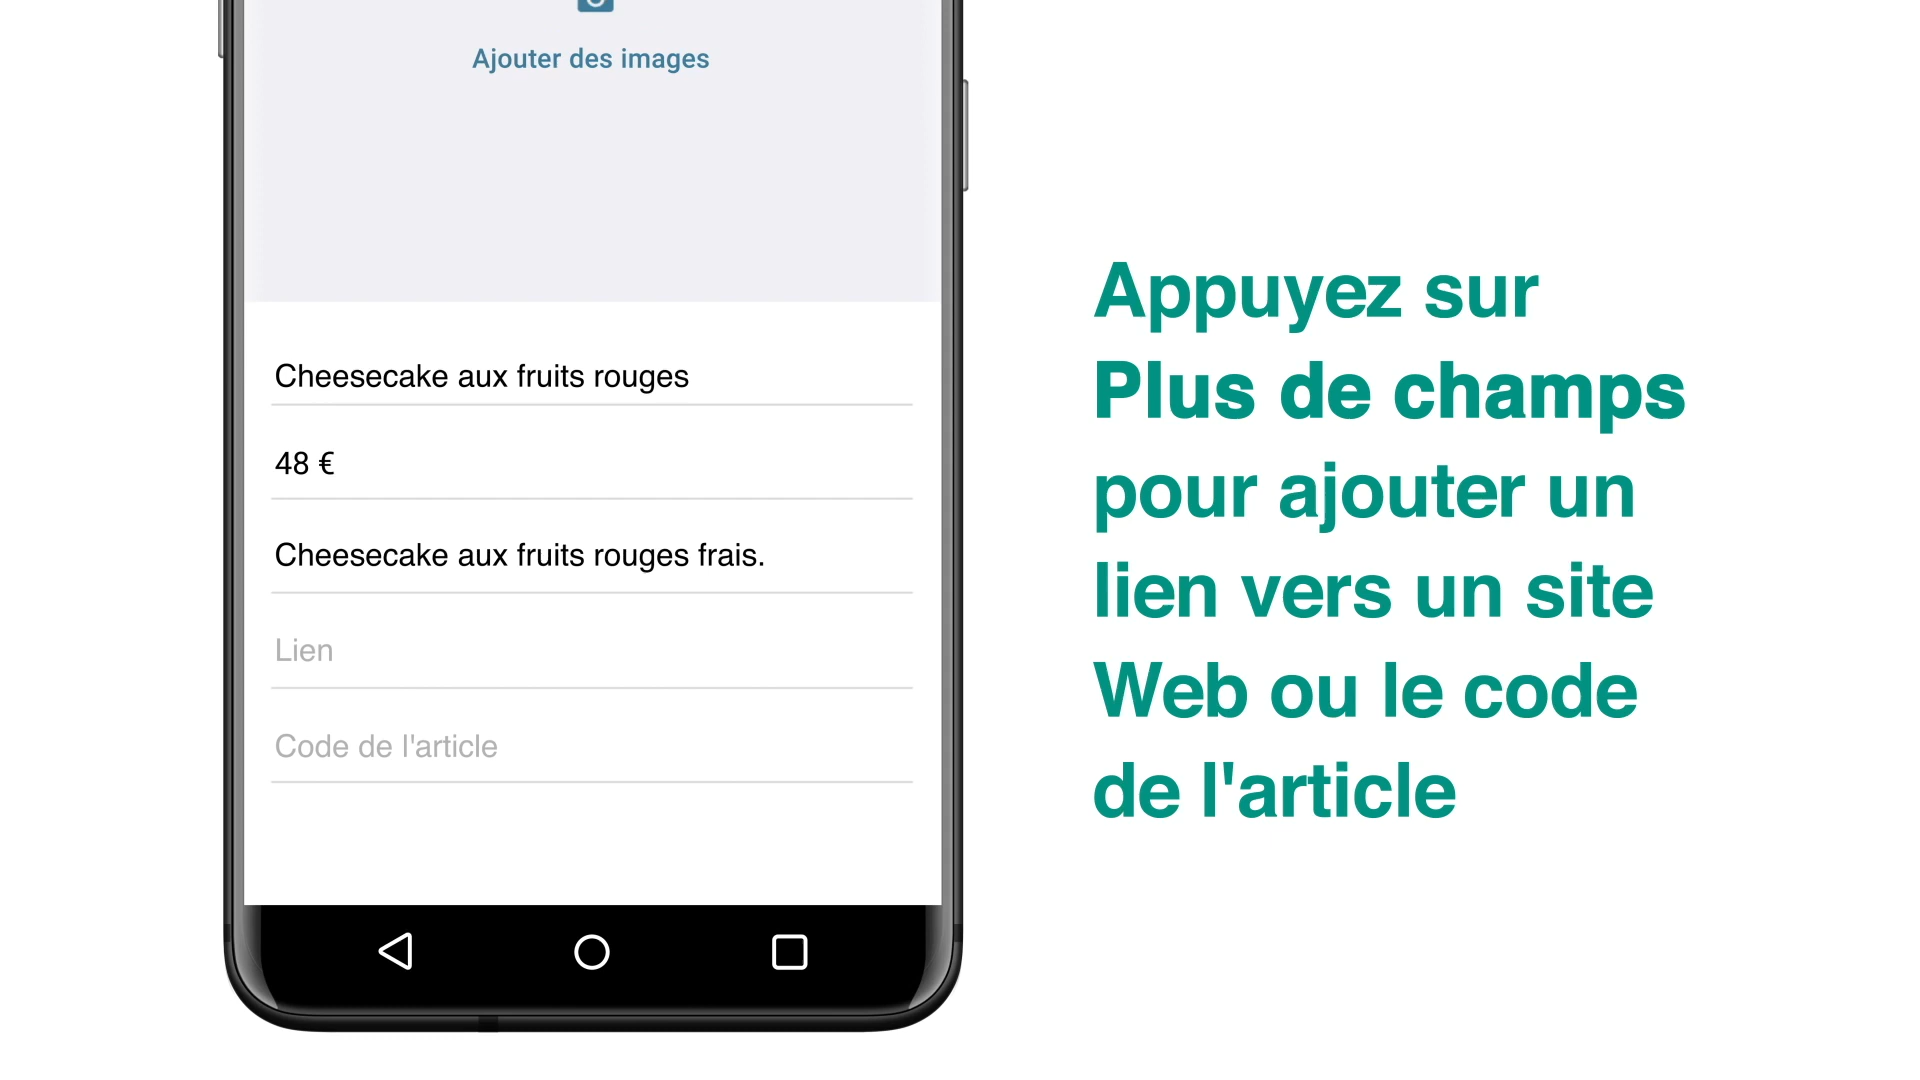 Ajouter des images
Cheesecake aux fruits rouges
48 €
Cheesecake aux fruits rouges frais.
Lien
Code de l'article
Appuyez sur
Plus de champs
pour ajouter un
lien vers un site
Web ou le code
de l'article